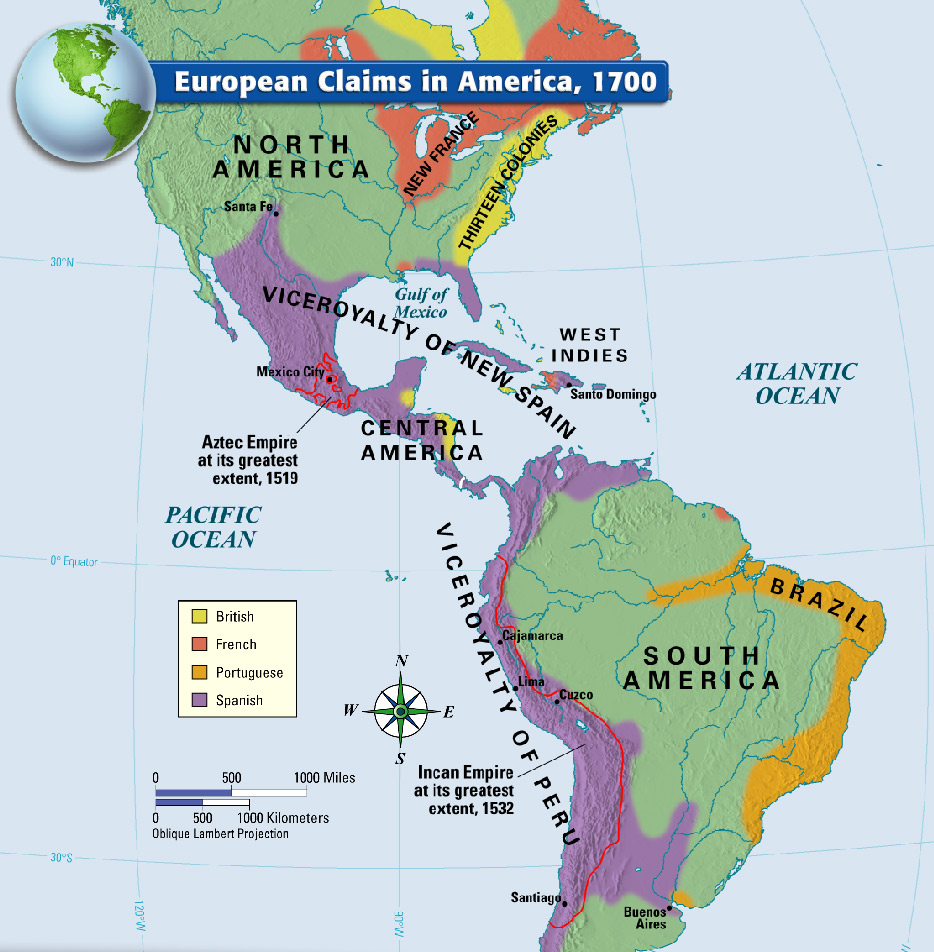 European Claims in America, 1700
NORTH
AMERICA
NEW FRANCE
THIRTEEN COLONIES
Santa Fe
30°N
Gulf of
Mexico
VICEROYALTY OF NEW SPAIN
WEST
INDIES
ATLANTIC
OCEAN
Mexico City
Santo Domingo
CENTRAL
AMERICA
Aztec Empire
at its greatest
extent, 1519
PACIFIC
OCEAN
0° Equator
VICEROYALTY OF PERU
BRAZIL
British
French
Portuguese
Spanish
Cajamarca
SOUTH
AMERICA
Lima
Cuzco
N
W
E
S
Incan Empire
at its greatest
extent, 1532
0 500 1000 Miles
0 500 1000 Kilometers
Oblique Lambert Projection
30°S
Santiago
Buenos
Aires
120°W
90°W